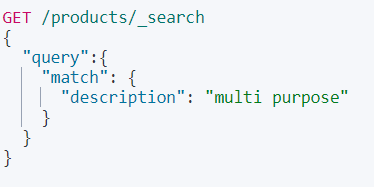 GET /products/_search
{
  "query":{
    "match": {
      "description": "multi purpose"
    }
  }
}